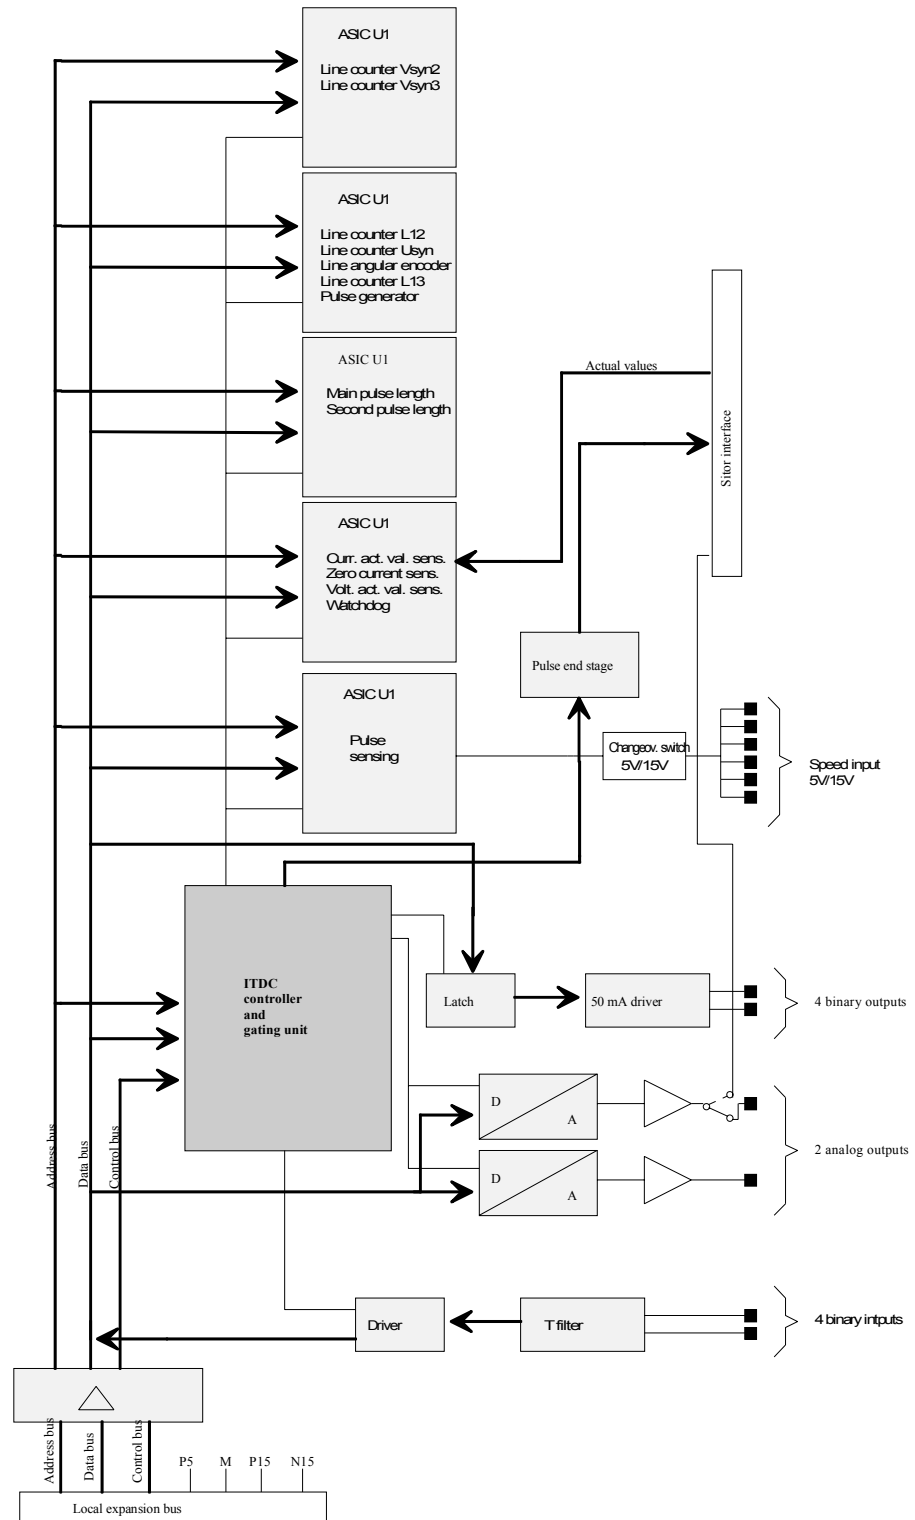 ASIC U1
Line counter Vsyn2
Line counter Vsyn3
ASIC U1
Line counter L12
Line counter Usyn
Line angular encoder
Line counter L13
Pulse generator
ASIC U1
Main pulse length
Second pulse length
Actual values
Sitor interface
ASIC U1
Curr. act. val. sens.
Zero current sens.
Volt. act. val. sens.
Watchdog
Pulse end stage
ASIC U1
Pulse
sensing
Changeov. switch
5V/15V
Speed input
5V/15V
ITDC
controller
and
gating unit
Latch
50 mA driver
4 binary outputs
D
A
2 analog outputs
D
A
Address bus
Data bus
Control bus
Driver
T filter
4 binary intputs
Address bus
Data bus
Control bus
P5
M
P15
N15
Local expansion bus